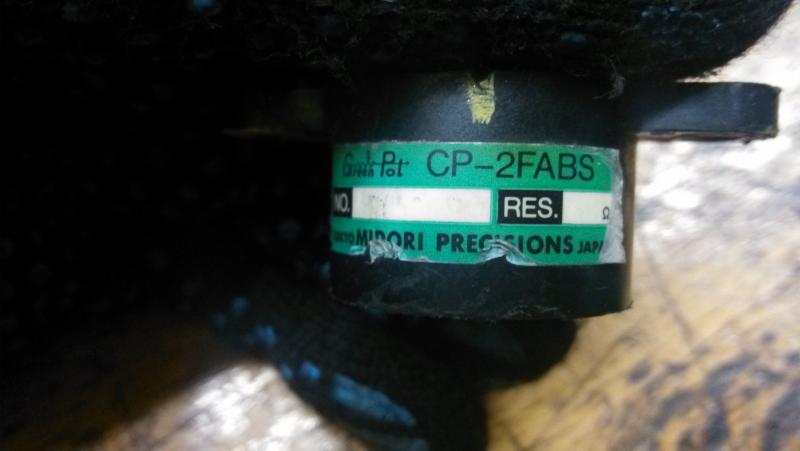 Green Pot CP-2FABS
NO. RES. Ω
TOKYO MIDORI PRECISIONS JAPAN